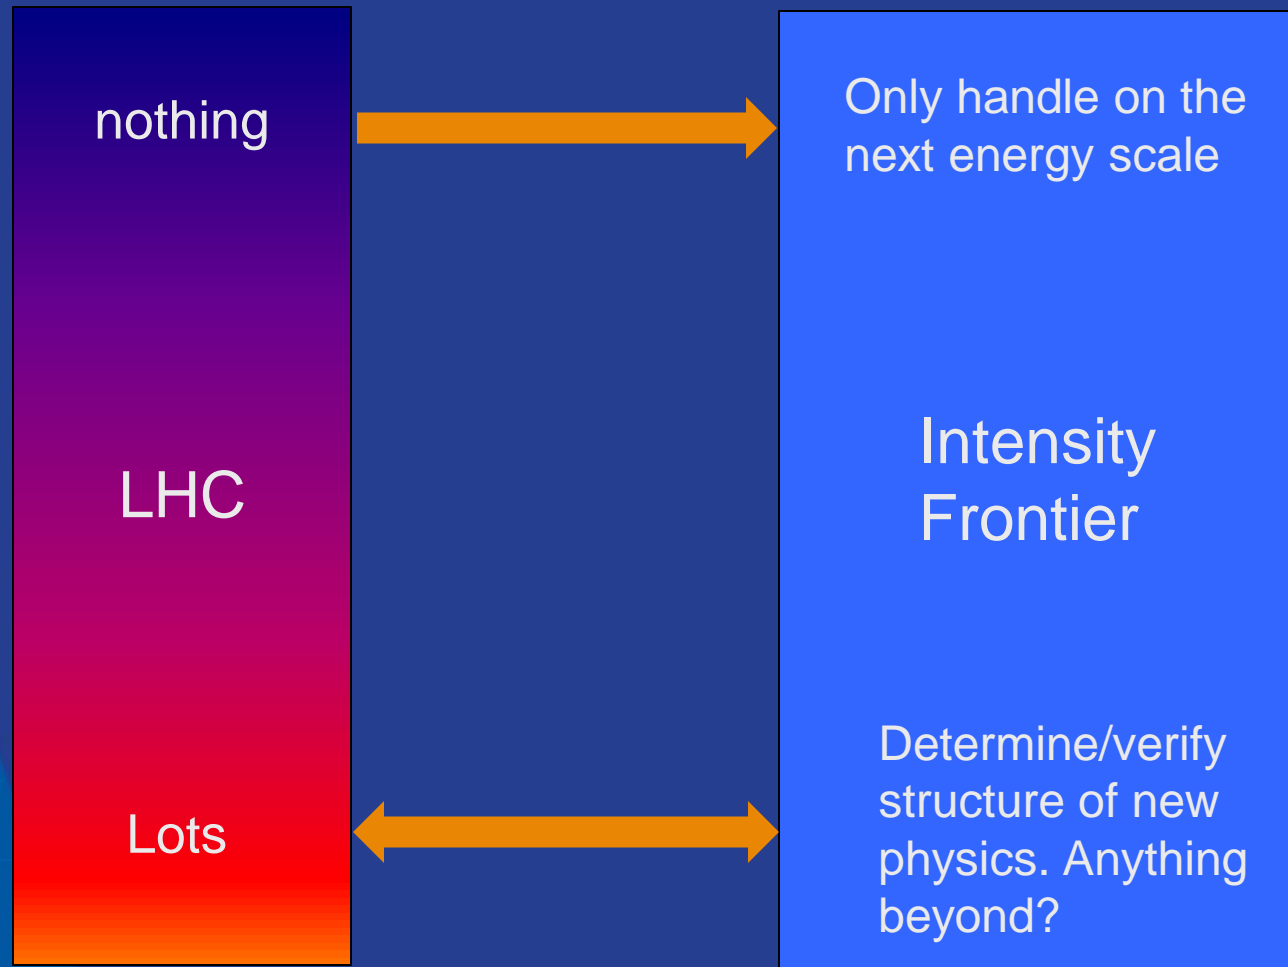 nothing
Only handle on the
next energy scale
LHC
Intensity
Frontier
Lots
Determine/verify
structure of new
physics. Anything
beyond?